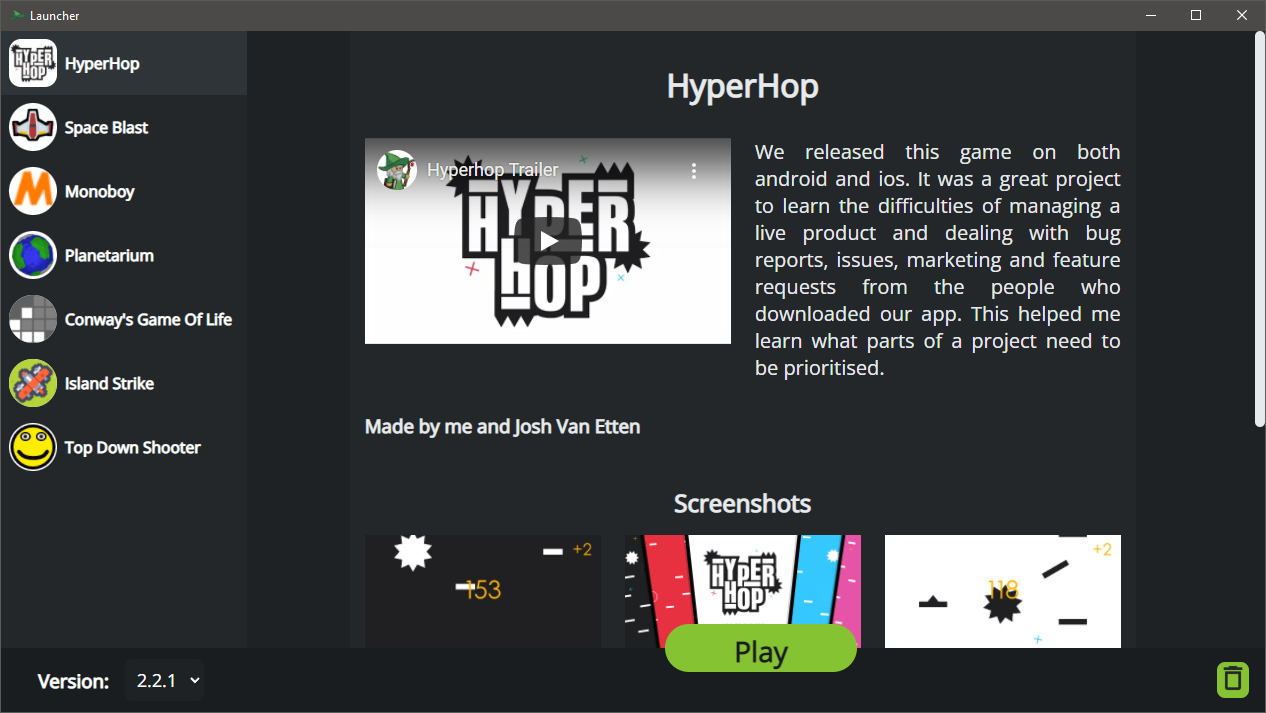 Launcher
HyperHop
Space Blast
Monoboy
Planetarium
Conway's Game Of Life
Island Strike
Top Down Shooter
HYPER
HOP
HyperHop
Hyperhop Trailer
HYPER
HOP
We released this game on both
android and ios. It was a great project
to learn the difficulties of managing a
live product and dealing with bug
reports, issues, marketing and feature
requests from the people who
downloaded our app. This helped me
learn what parts of a project need to
be prioritised.
Made by me and Josh Van Etten
Screenshots
+2
153
HYPER
HOP
+2
118
Play
Version:
2.2.1